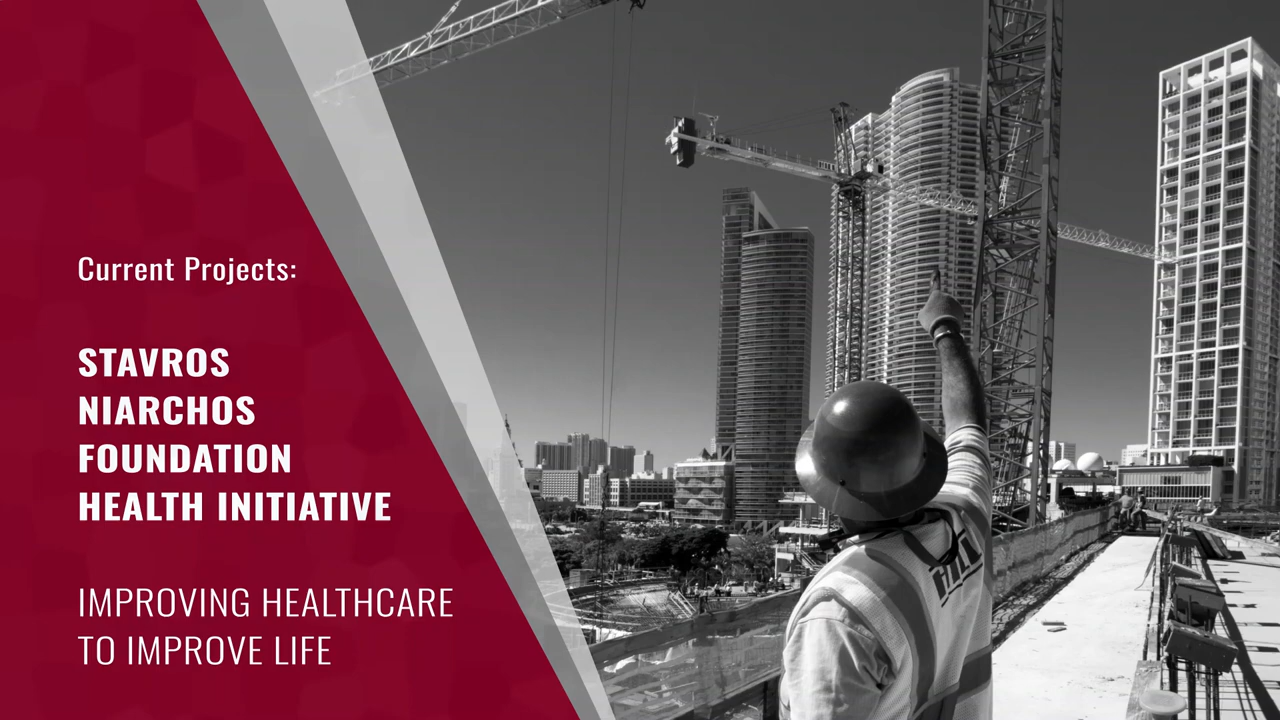 Current Projects:
STAVROS
NIARCHOS
FOUNDATION
HEALTH INITIATIVE
IMPROVING HEALTHCARE
TO IMPROVE LIFE